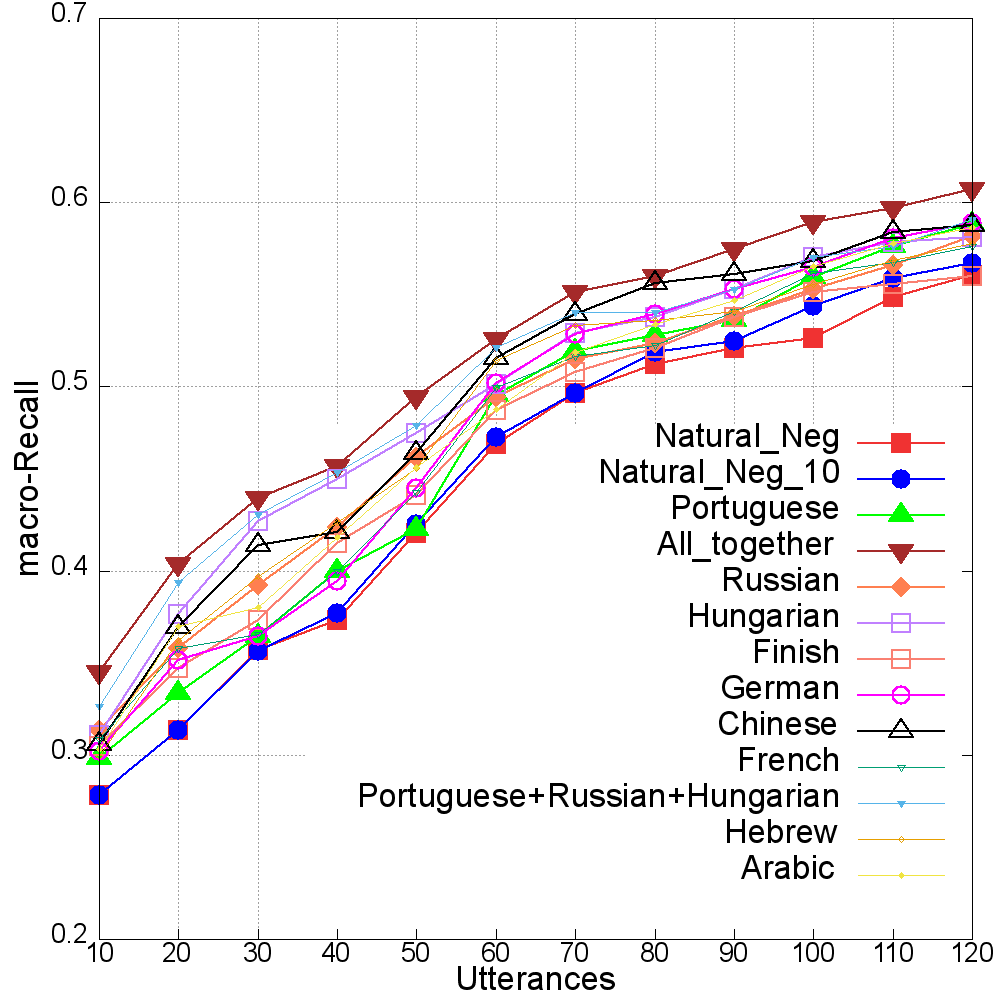 0.7
0.6
0.5
0.4
0.3
0.2
macro-Recall
Natural_Neg
Natural_Neg_10
Portuguese
All_together
Russian
Hungarian
Finish
German
Chinese
French
Portuguese+Russian+Hungarian
Hebrew
Arabic
10 20 30 40 50 60 70 80 90 100 110 120
Utterances